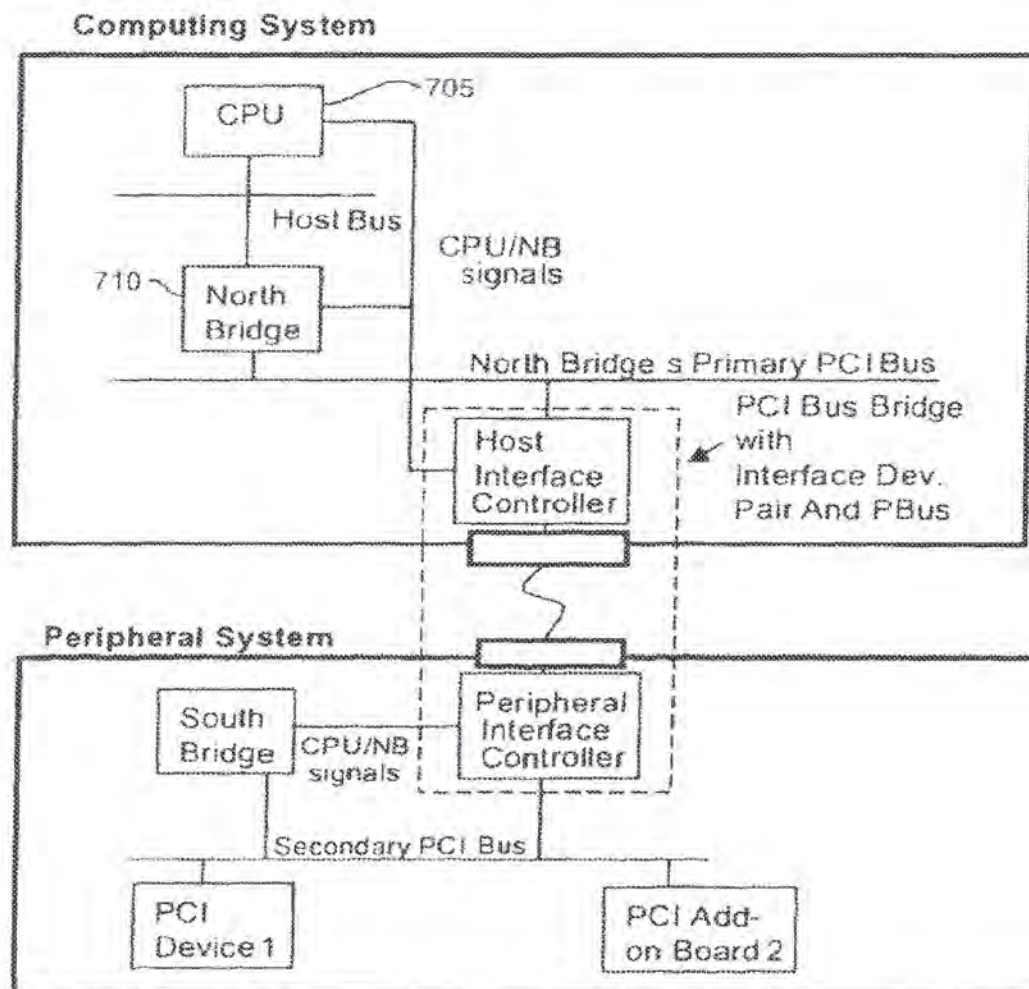 Computing System
705
CPU
Host Bus
CPU/NB
signals
710
North
Bridge
North Bridge s Primary PCI Bus
PCI Bus Bridge
with
Interface Dev.
Pair And PBus
Host
Interface
Controller
Peripheral System
South
Bridge
CPU/NB
signals
Peripheral
Interface
Controller
Secondary PCI Bus
PCI
Device 1
PCI Add-
on Board 2